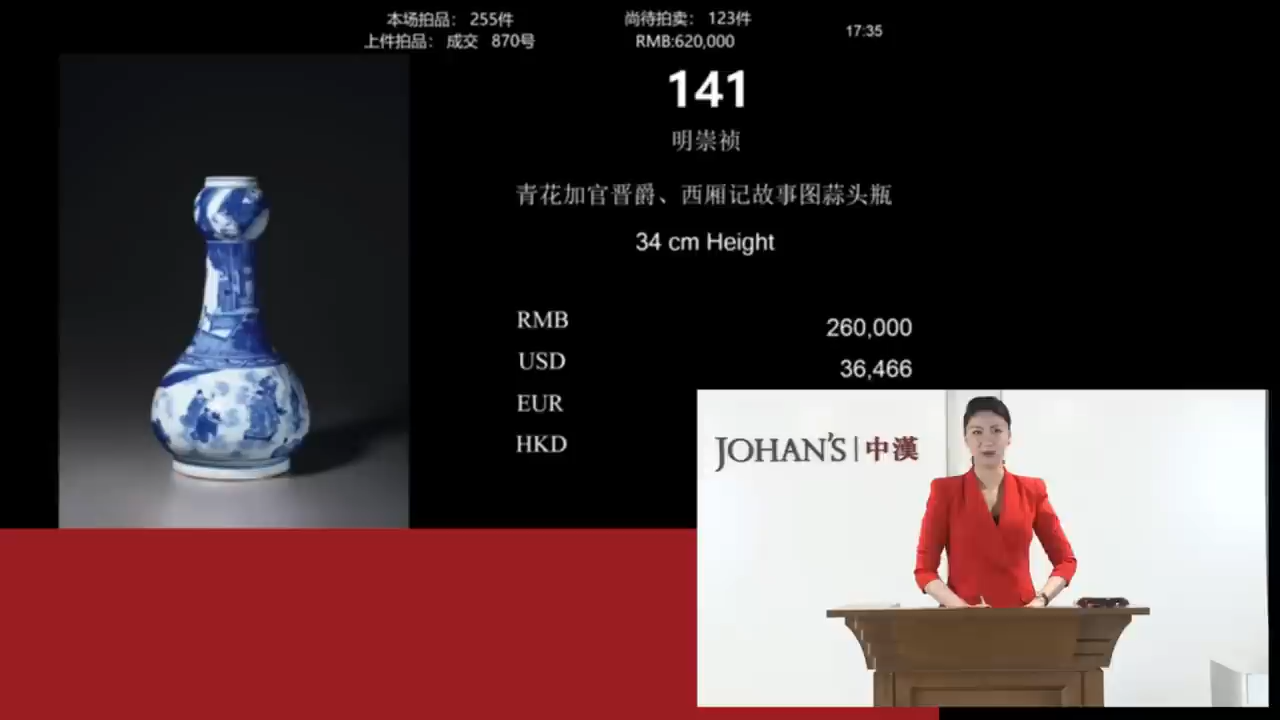 本场拍品： 255件
尚待拍卖： 123件
上件拍品： 成交 870号
RMB:620,000
17:35
141
明崇祯
青花加官晋爵、西厢记故事图蒜头瓶
34 cm Height
RMB 260,000
USD 36,466
EUR
HKD
JOHAN'S | 中漢